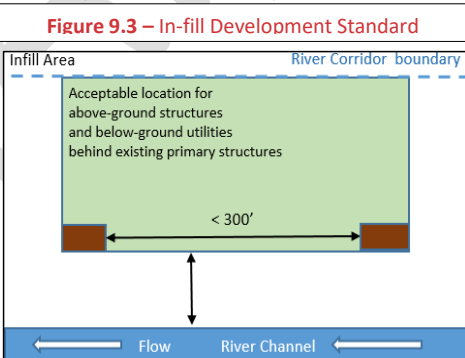 Figure 9.3 – In-fill Development Standard
Infill Area
River Corridor boundary
Acceptable location for
above-ground structures
and below-ground utilities
behind existing primary structures
< 300’
Flow
River Channel